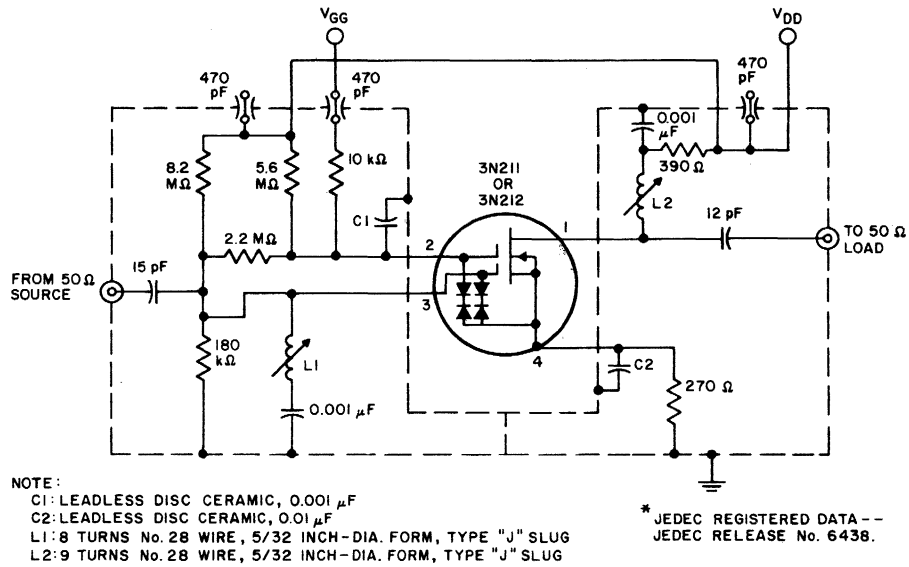 VGG
VDD
470
pF
470
pF
470
pF
8.2
MΩ
5.6
MΩ
10 kΩ
0.001
μF
390Ω
3N211
OR
3N212
C1
L2
12 pF
1
2
2.2 MΩ
TO 50 Ω
LOAD
15 pF
FROM 50Ω
SOURCE
3
180
kΩ
L1
4
C2
270 Ω
0.001 μF
NOTE:
C1: LEADLESS DISC CERAMIC, 0.001 μF
C2: LEADLESS DISC CERAMIC, 0.01 μF
L1: 8 TURNS No. 28 WIRE, 5/32 INCH-DIA. FORM, TYPE "J" SLUG
L2: 9 TURNS No. 28 WIRE, 5/32 INCH-DIA. FORM, TYPE "J" SLUG
* JEDEC REGISTERED DATA--
JEDEC RELEASE No. 6438.